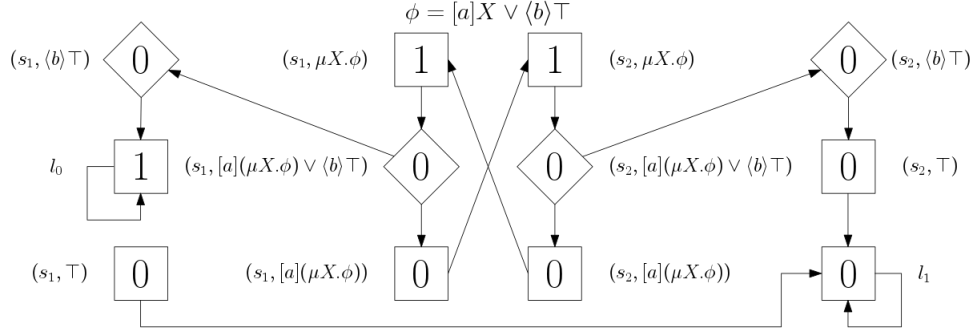 ϕ = [a]X ∨ ⟨b⟩⊤
(s₁, ⟨b⟩⊤) 0 (s₁, μX.ϕ) 1 1 (s₂, μX.ϕ) 0 (s₂, ⟨b⟩⊤)
l₀ 1 (s₁, [a](μX.ϕ) ∨ ⟨b⟩⊤) 0 0 (s₂, [a](μX.ϕ) ∨ ⟨b⟩⊤) 0 (s₂, ⊤)
(s₁, ⊤) 0 (s₁, [a](μX.ϕ)) 0 0 (s₂, [a](μX.ϕ)) 0 l₁